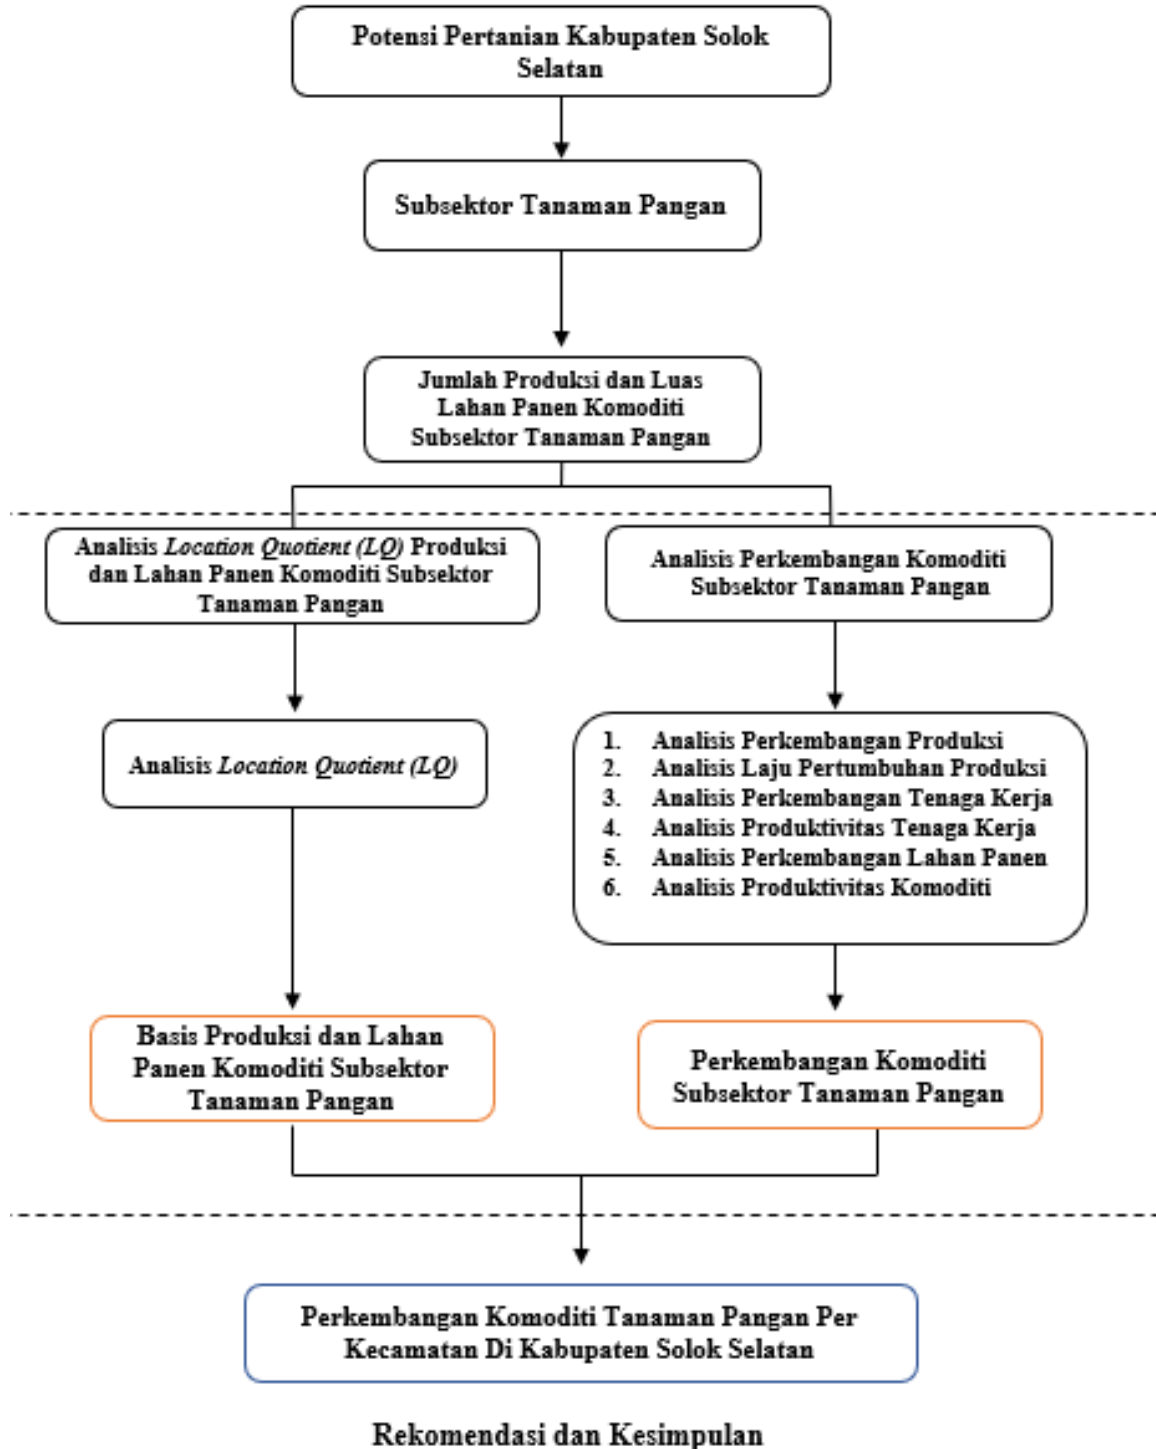 Potensi Pertanian Kabupaten Solok
Selatan
Subsektor Tanaman Pangan
Jumlah Produksi dan Luas
Lahan Panen Komoditi
Subsektor Tanaman Pangan
Analisis Location Quotient (LQ) Produksi
dan Lahan Panen Komoditi Subsektor
Tanaman Pangan
Analisis Perkembangan Komoditi
Subsektor Tanaman Pangan
Analisis Location Quotient (LQ)
1. Analisis Perkembangan Produksi
2. Analisis Laju Pertumbuhan Produksi
3. Analisis Perkembangan Tenaga Kerja
4. Analisis Produktivitas Tenaga Kerja
5. Analisis Perkembangan Lahan Panen
6. Analisis Produktivitas Komoditi
Basis Produksi dan Lahan
Panen Komoditi Subsektor
Tanaman Pangan
Perkembangan Komoditi
Subsektor Tanaman Pangan
Perkembangan Komoditi Tanaman Pangan Per
Kecamatan Di Kabupaten Solok Selatan
Rekomendasi dan Kesimpulan